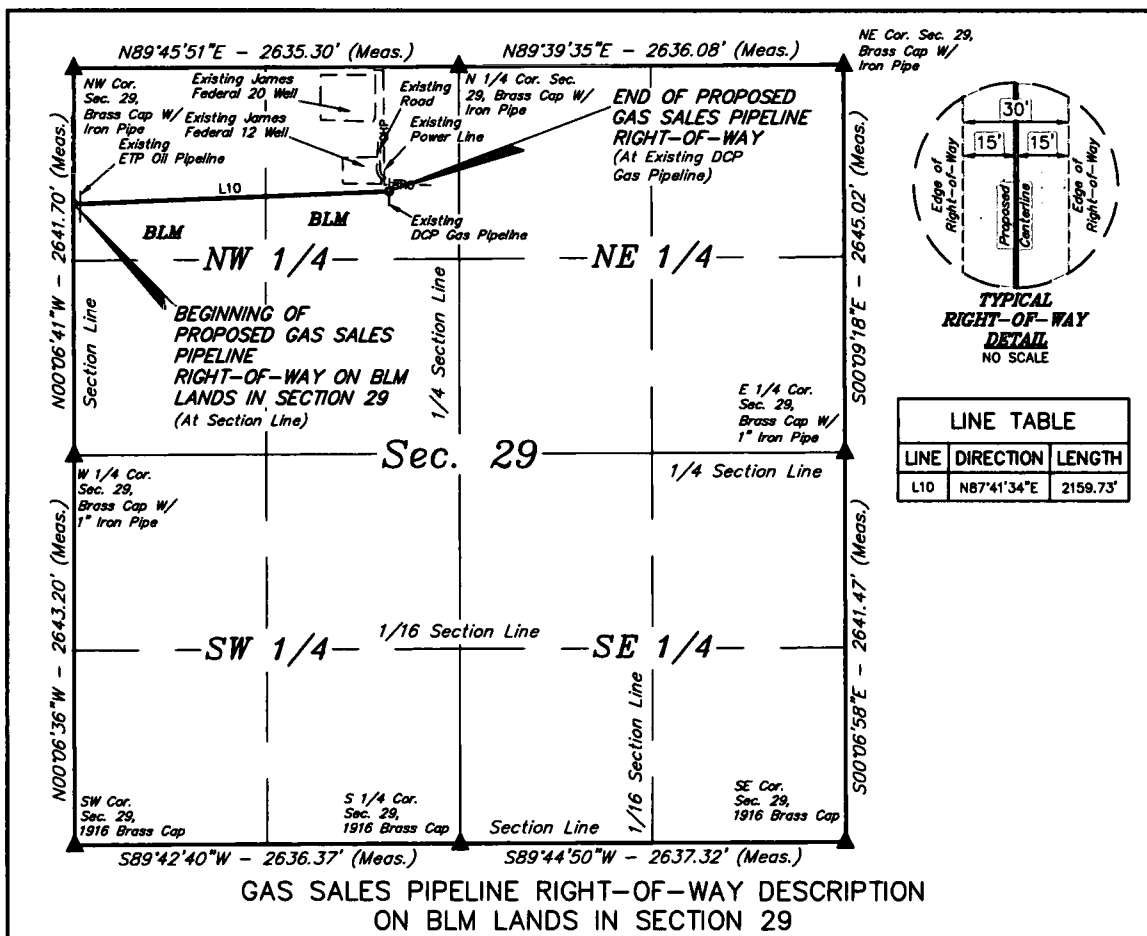 N89°45'51"E - 2635.30' (Meas.)
N89°39'35"E - 2636.08' (Meas.)
NE Cor. Sec. 29,
Brass Cap W/
Iron Pipe
NW Cor.
Sec. 29,
Brass Cap W/
Iron Pipe
Existing James
Federal 20 Well
Existing
Road
N 1/4 Cor. Sec.
29, Brass Cap W/
Iron Pipe
Existing James
Federal 12 Well
Existing
Power Line
END OF PROPOSED
GAS SALES PIPELINE
RIGHT-OF-WAY
(At Existing DCP
Gas Pipeline)
Existing
ETP Oil Pipeline
L10
BLM
BLM
Existing
DCP Gas Pipeline
NW 1/4
NE 1/4
BEGINNING OF
PROPOSED GAS SALES
PIPELINE
RIGHT-OF-WAY ON BLM
LANDS IN SECTION 29
(At Section Line)
N00°06'41"W - 2641.70' (Meas.)
Section Line
1/4 Section Line
S00°09'18"E - 2645.02' (Meas.)
30'
15'
15'
Edge of
Right-of-Way
Proposed
Centerline
Edge of
Right-of-Way
TYPICAL
RIGHT-OF-WAY
DETAIL
NO SCALE
E 1/4 Cor.
Sec. 29,
Brass Cap W/
1" Iron Pipe
Sec. 29
1/4 Section Line
W 1/4 Cor.
Sec. 29,
Brass Cap W/
1" Iron Pipe
LINE TABLE
LINE DIRECTION LENGTH
L10 N87°41'34"E 2159.73'
N00°06'36"W - 2643.20' (Meas.)
SW 1/4
1/16 Section Line
SE 1/4
1/16 Section Line
S00°06'58"E - 2641.47' (Meas.)
SW Cor.
Sec. 29,
1916 Brass Cap
S 1/4 Cor.
Sec. 29,
1916 Brass Cap
Section Line
SE Cor.
Sec. 29,
1916 Brass Cap
S89°42'40"W - 2636.37' (Meas.)
S89°44'50"W - 2637.32' (Meas.)
GAS SALES PIPELINE RIGHT-OF-WAY DESCRIPTION
ON BLM LANDS IN SECTION 29